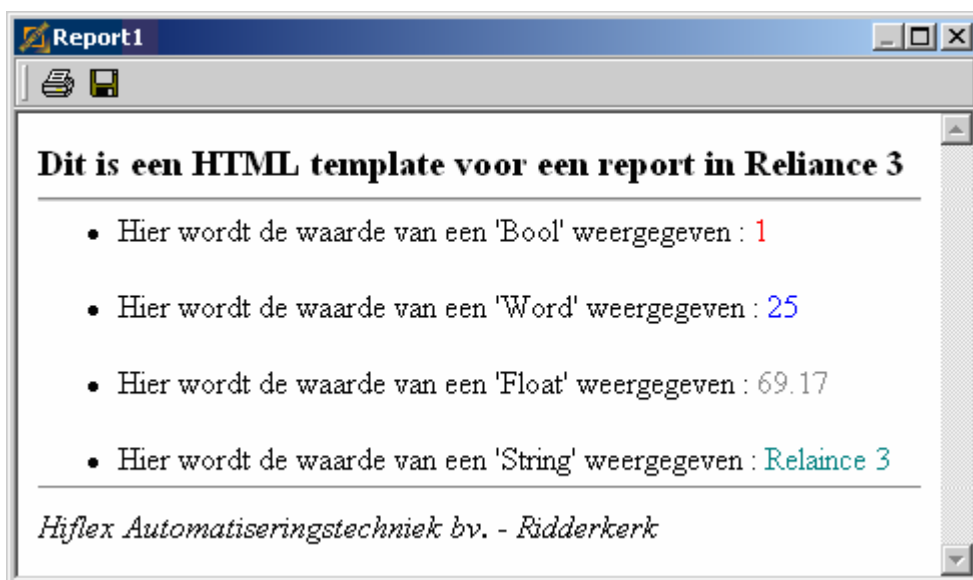 Report1
Dit is een HTML template voor een report in Reliance 3
Hier wordt de waarde van een 'Bool' weergegeven : 1
Hier wordt de waarde van een 'Word' weergegeven : 25
Hier wordt de waarde van een 'Float' weergegeven : 69.17
Hier wordt de waarde van een 'String' weergegeven : Relaince 3
Hiflex Automatiseringstechniek bv. - Ridderkerk